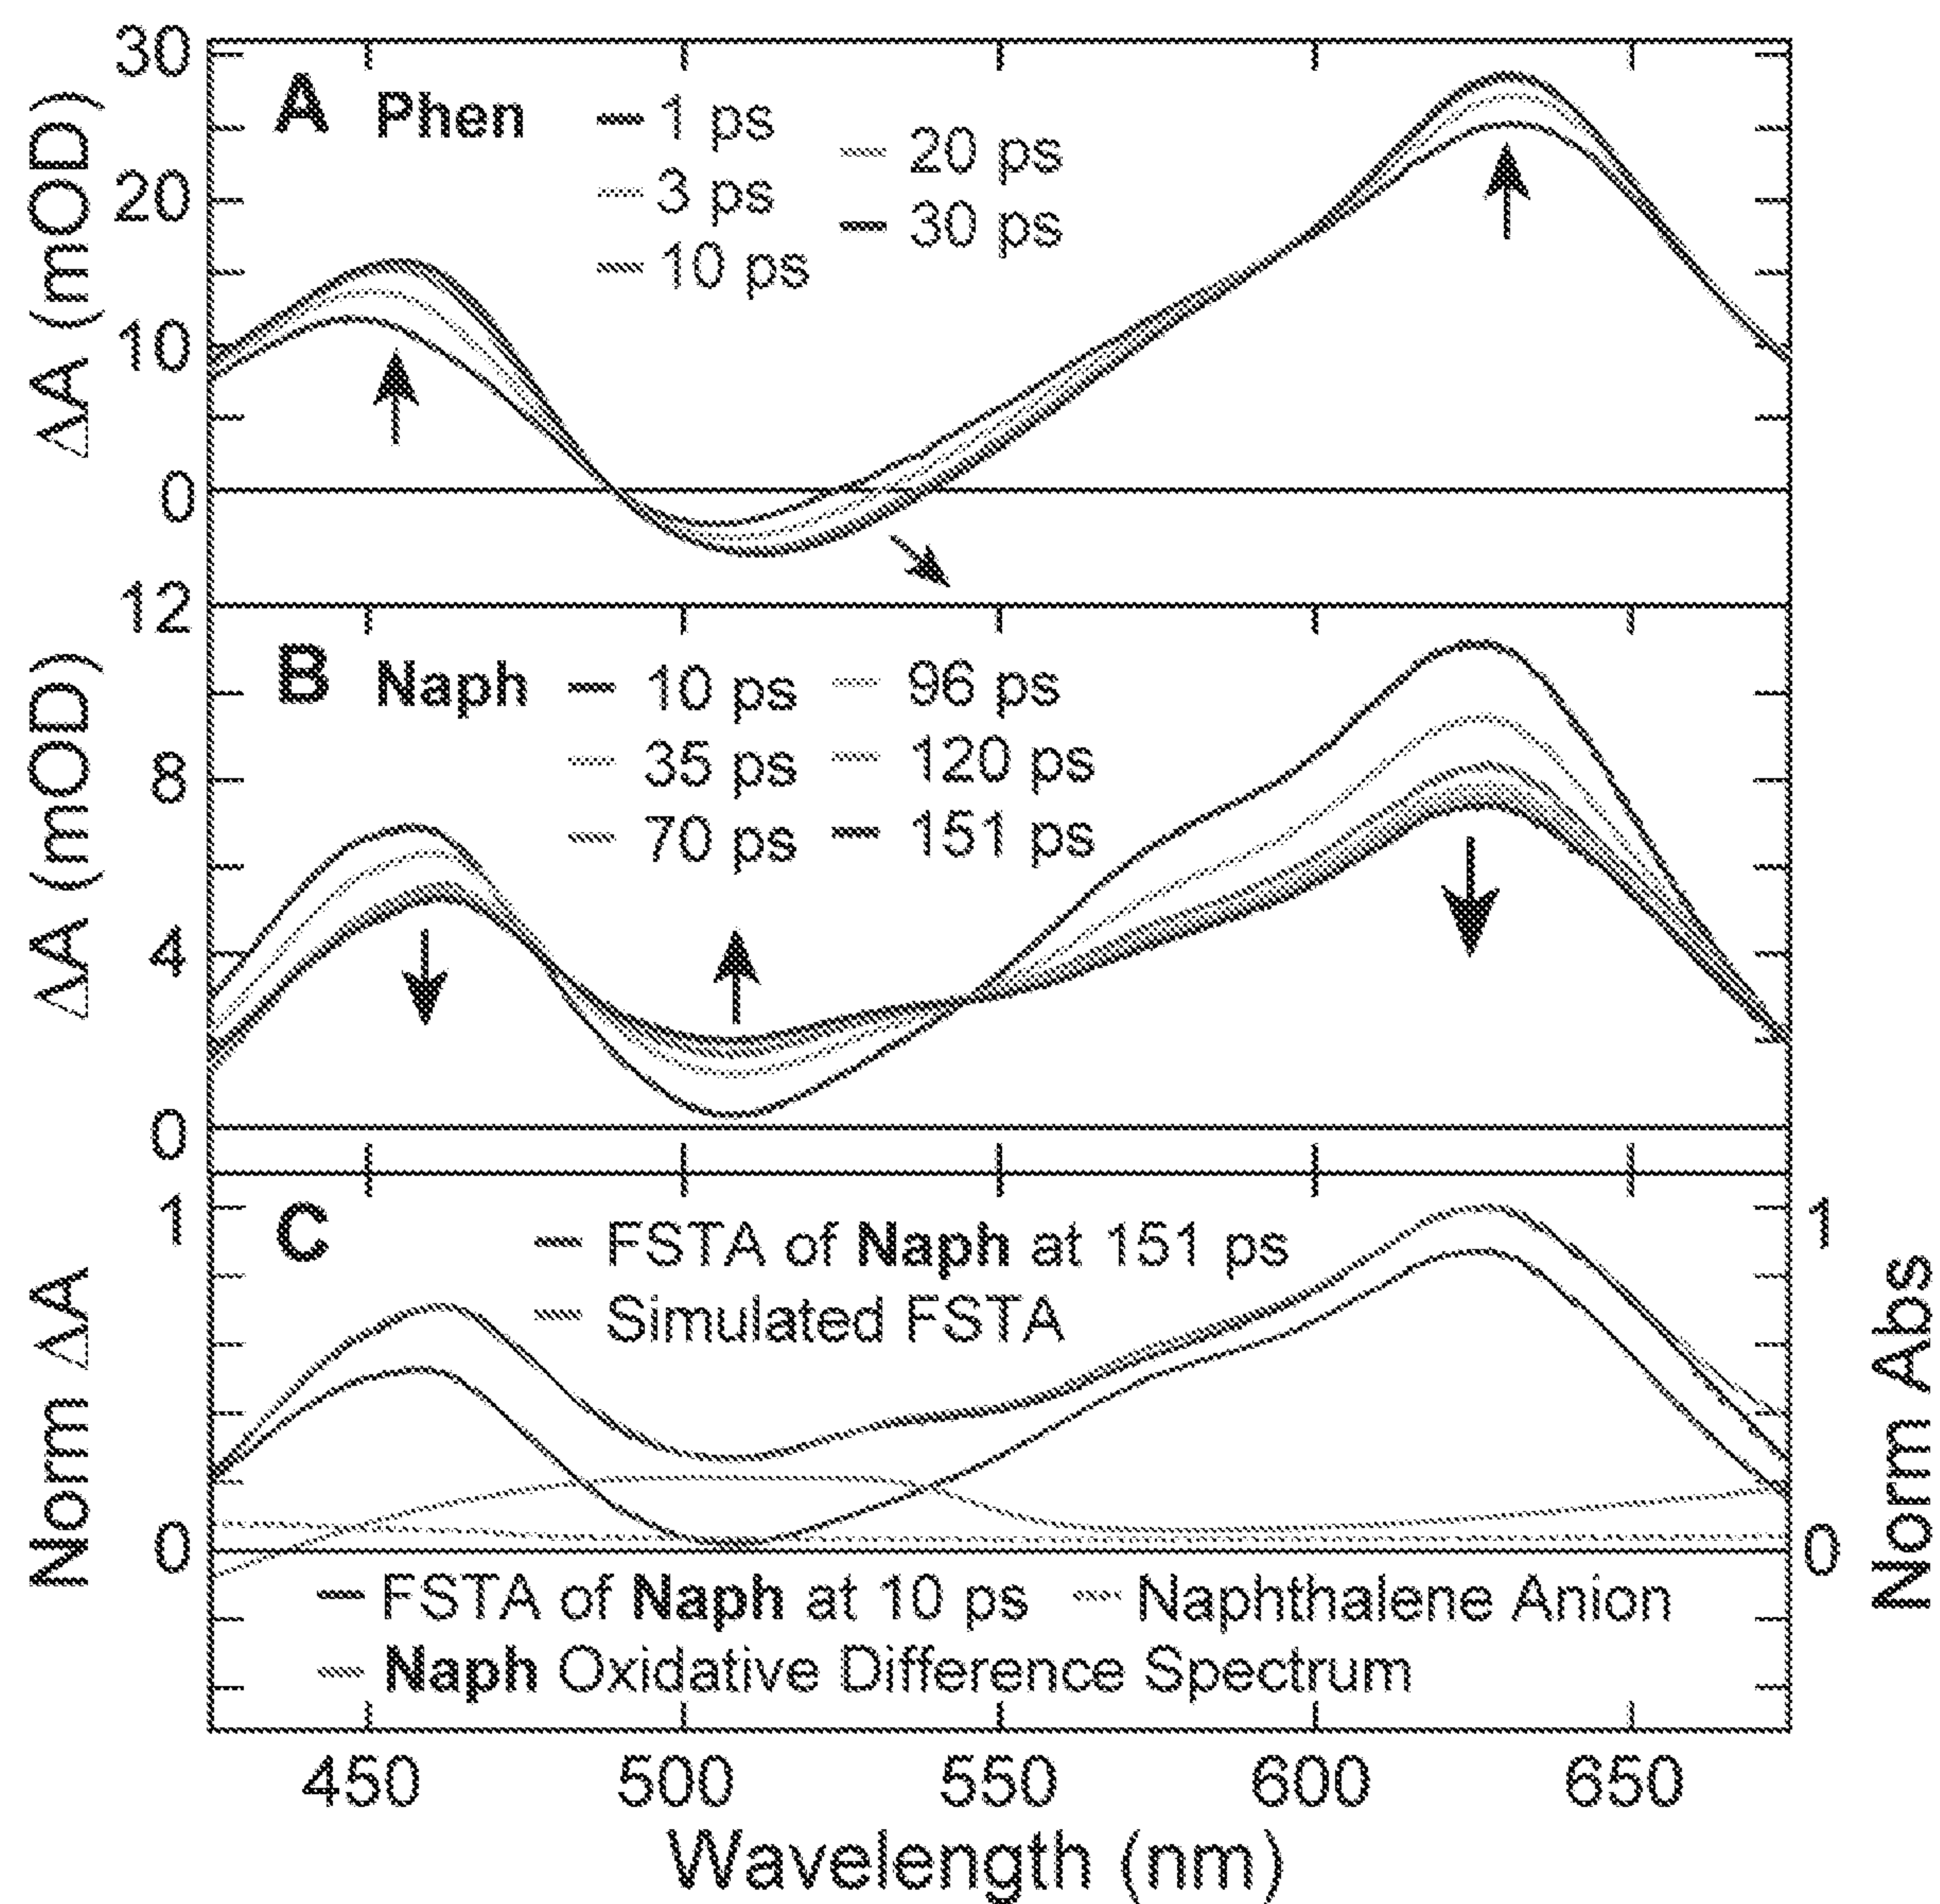 30
20
10
0
ΔA (mOD)
A Phen
1 ps
3 ps
10 ps
20 ps
30 ps
12
8
4
0
ΔA (mOD)
B Naph
10 ps
35 ps
70 ps
96 ps
120 ps
151 ps
1
0
Norm ΔA
C
FSTA of Naph at 151 ps
Simulated FSTA
FSTA of Naph at 10 ps
Naphthalene Anion
Naph Oxidative Difference Spectrum
1
0
Norm Abs
450 500 550 600 650
Wavelength (nm)